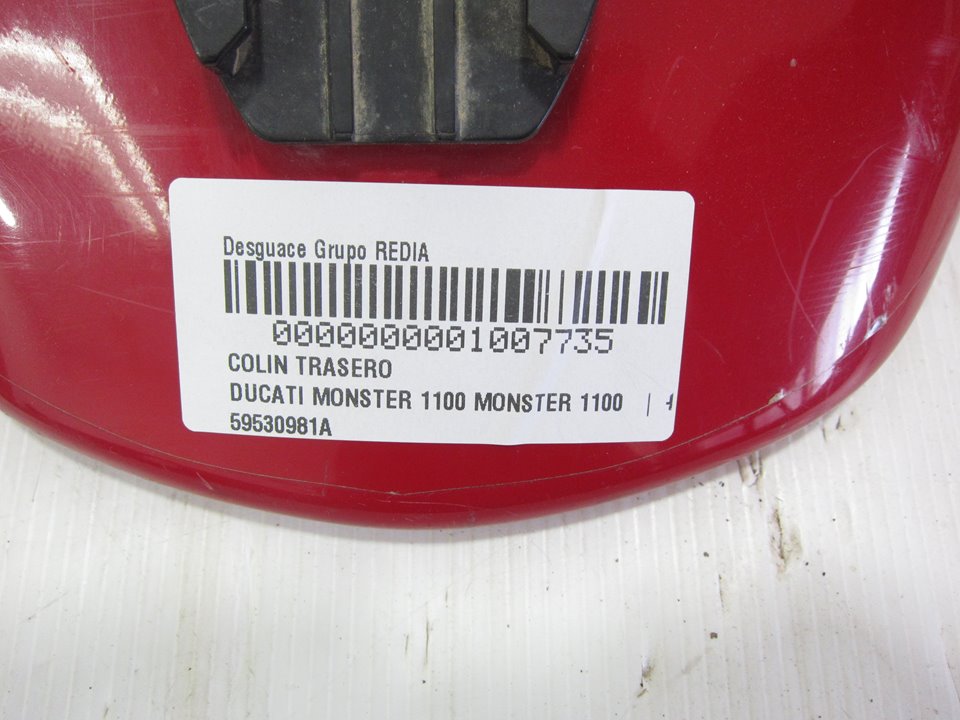 Desguace Grupo REDIA
0000000001007735
COLIN TRASERO
DUCATI MONSTER 1100 MONSTER 1100 |
59530981A